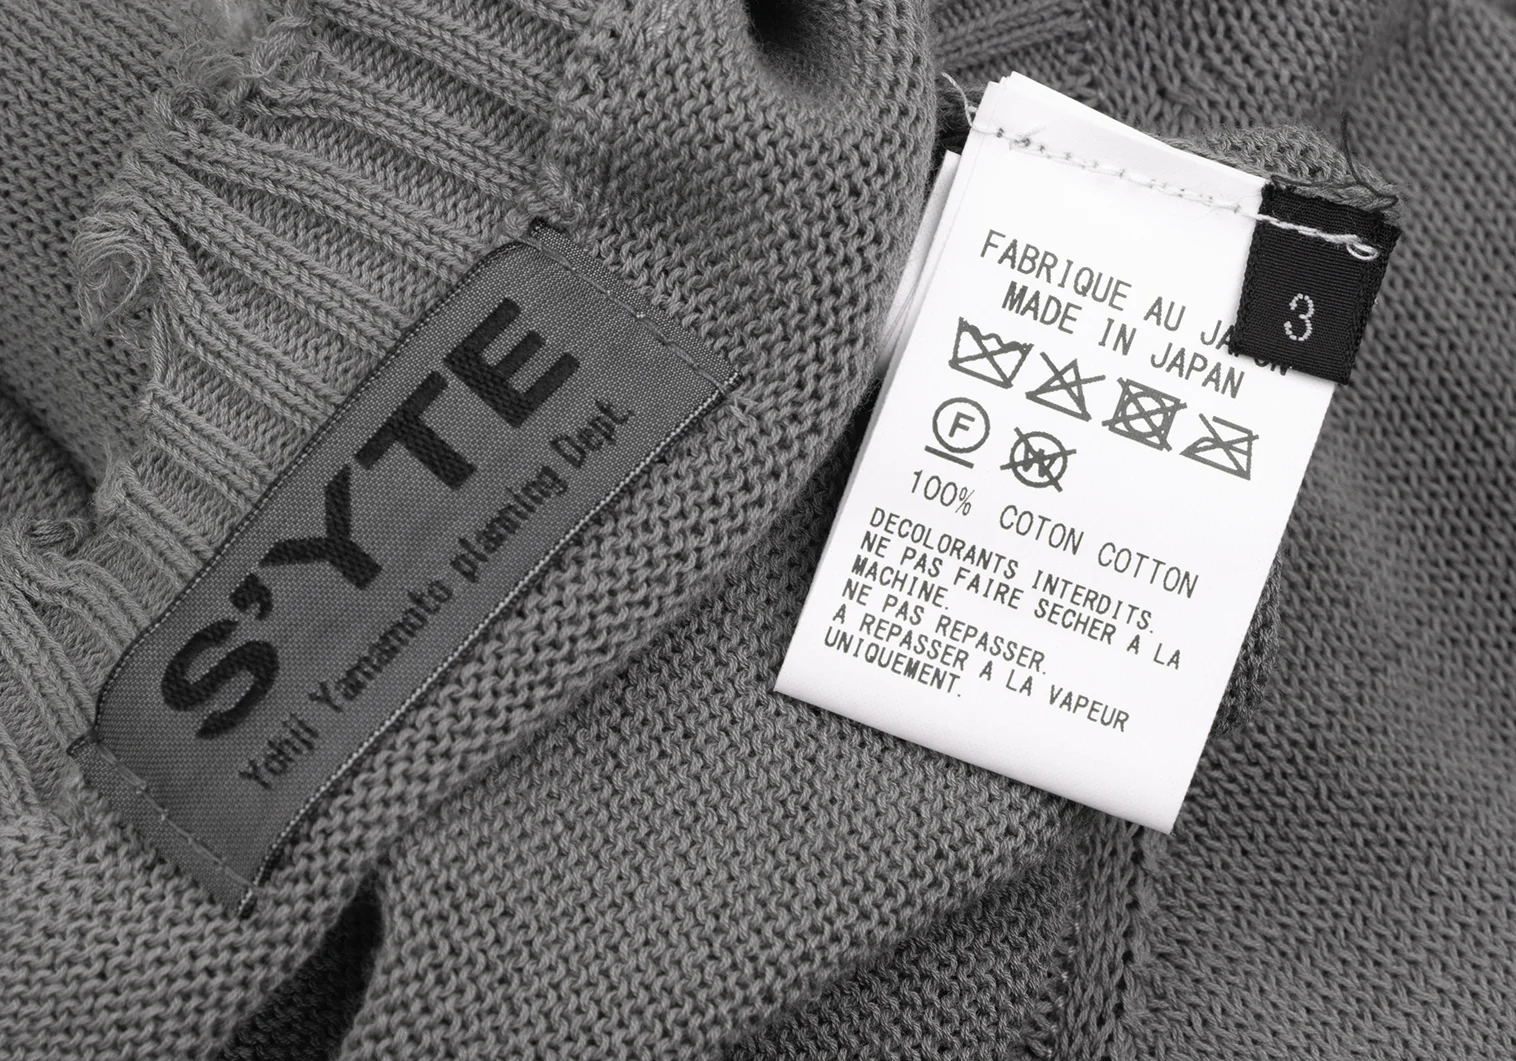 S'YTE
Yohji Yamamoto planning Dept.
FABRIQUE AU JAPON
MADE IN JAPAN
3
F
W
100% COTON COTTON
DECOLORANTS INTERDITS.
NE PAS FAIRE SECHER A LA
MACHINE.
NE PAS REPASSER.
A REPASSER A LA VAPEUR
UNIQUEMENT.